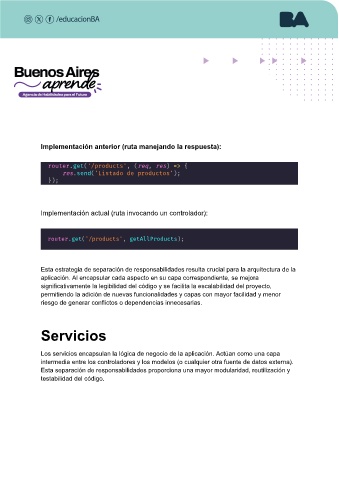 /educacionBA
BA
Buenos Aires
aprende
Agencia de Habilidades para el Futuro
Implementación anterior (ruta manejando la respuesta):
router.get('/products', (req, res) => {
res.send('Listado de productos');
});
Implementación actual (ruta invocando un controlador):
router.get('/products', getAllProducts);
Esta estrategia de separación de responsabilidades resulta crucial para la arquitectura de la
aplicación. Al encapsular cada aspecto en su capa correspondiente, se mejora
significativamente la legibilidad del código y se facilita la escalabilidad del proyecto,
permitiendo la adición de nuevas funcionalidades y capas con mayor facilidad y menor
riesgo de generar conflictos o dependencias innecesarias.
Servicios
Los servicios encapsulan la lógica de negocio de la aplicación. Actúan como una capa
intermedia entre los controladores y los modelos (o cualquier otra fuente de datos externa).
Esta separación de responsabilidades proporciona una mayor modularidad, reutilización y
testabilidad del código.